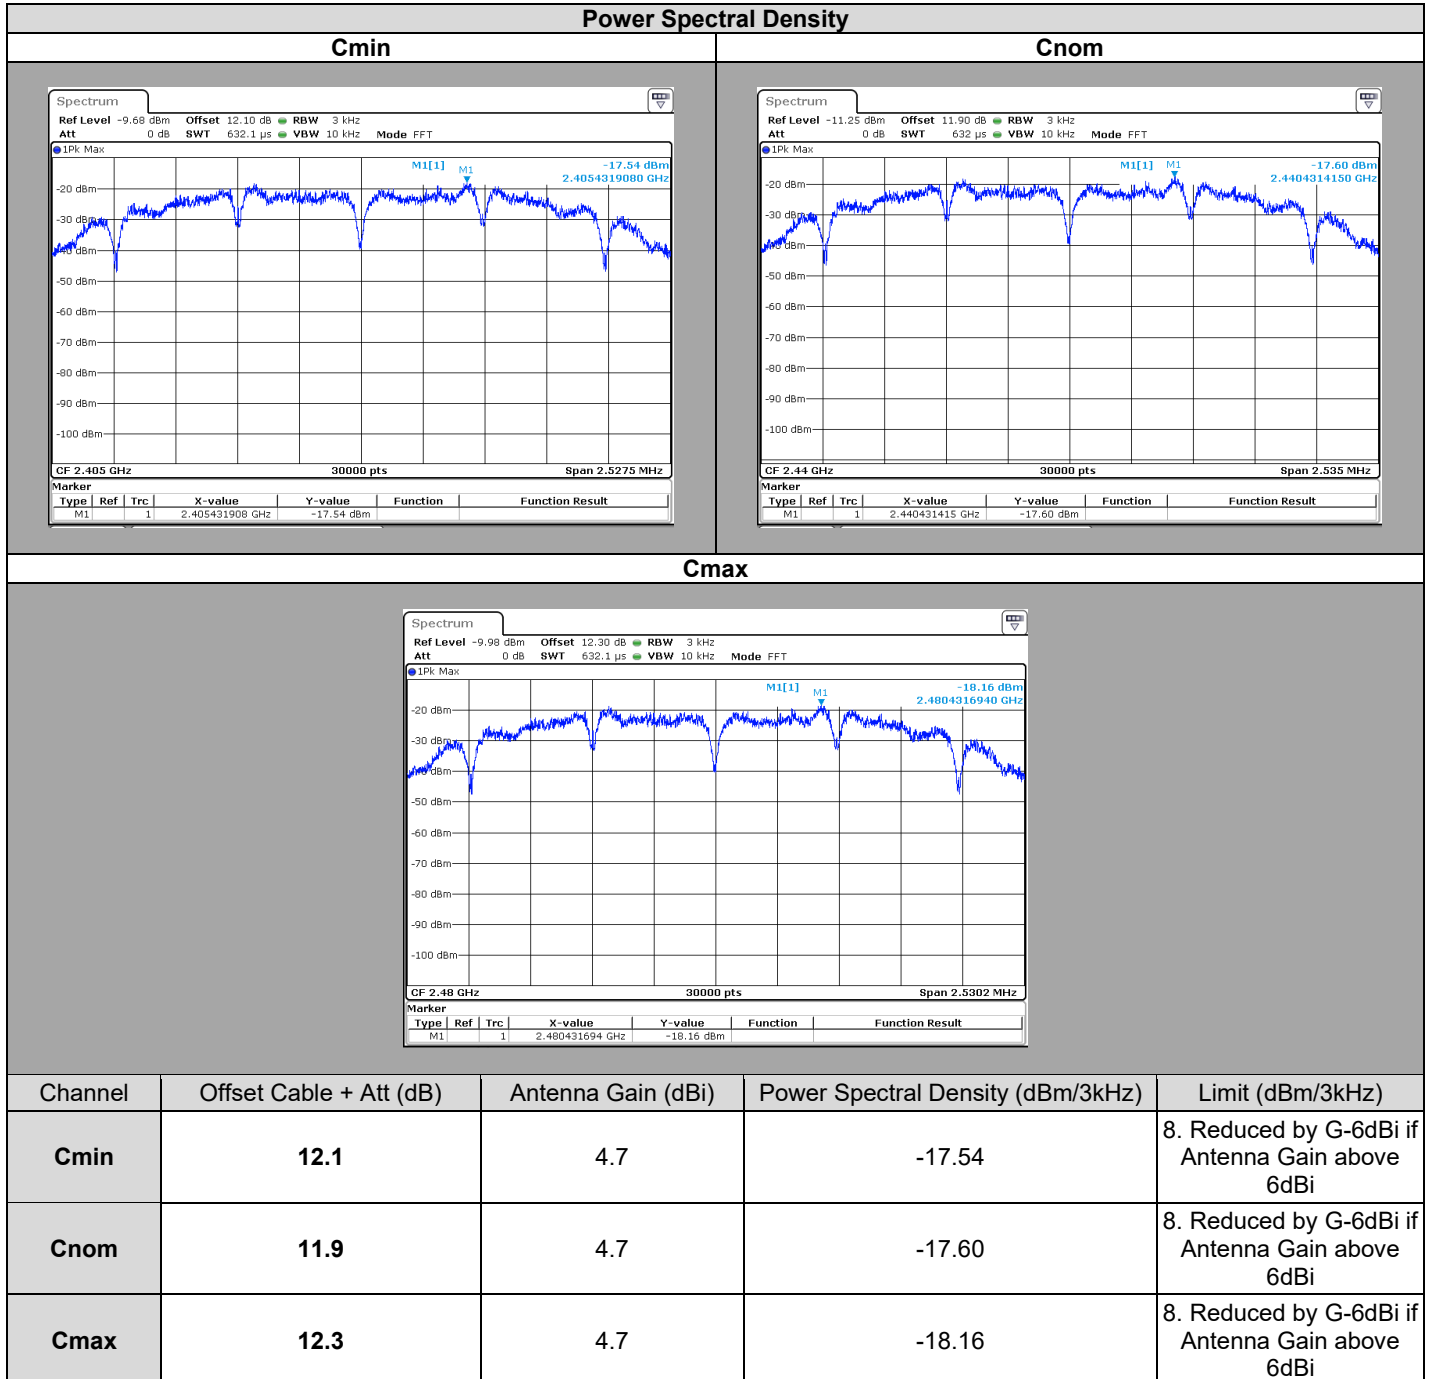 Power Spectral Density
Cmin Cnom
Spectrum
Ref Level -9.68 dBm Offset 12.10 dB RBW 3 kHz
Att 0 dB SWT 632.1 µs VBW 10 kHz Mode FFT
1Pk Max
M1[1] M1 -17.54 dBm
2.4054319080 GHz
-20 dBm
-30 dBm
-40 dBm
-50 dBm
-60 dBm
-70 dBm
-80 dBm
-90 dBm
-100 dBm
CF 2.405 GHz 30000 pts Span 2.5275 MHz
Marker
Type Ref Trc X-value Y-value Function Function Result
M1 1 2.405431908 GHz -17.54 dBm
Spectrum
Ref Level -11.25 dBm Offset 11.90 dB RBW 3 kHz
Att 0 dB SWT 632 µs VBW 10 kHz Mode FFT
1Pk Max
M1[1] M1 -17.60 dBm
2.4404314150 GHz
-20 dBm
-30 dBm
-40 dBm
-50 dBm
-60 dBm
-70 dBm
-80 dBm
-90 dBm
-100 dBm
CF 2.44 GHz 30000 pts Span 2.535 MHz
Marker
Type Ref Trc X-value Y-value Function Function Result
M1 1 2.440431415 GHz -17.60 dBm
Cmax
Spectrum
Ref Level -9.98 dBm Offset 12.30 dB RBW 3 kHz
Att 0 dB SWT 632.1 µs VBW 10 kHz Mode FFT
1Pk Max
M1[1] M1 -18.16 dBm
2.4804316940 GHz
-20 dBm
-30 dBm
-40 dBm
-50 dBm
-60 dBm
-70 dBm
-80 dBm
-90 dBm
-100 dBm
CF 2.48 GHz 30000 pts Span 2.5302 MHz
Marker
Type Ref Trc X-value Y-value Function Function Result
M1 1 2.480431694 GHz -18.16 dBm
Channel Offset Cable + Att (dB) Antenna Gain (dBi) Power Spectral Density (dBm/3kHz) Limit (dBm/3kHz)
Cmin 12.1 4.7 -17.54 8. Reduced by G-6dBi if
Antenna Gain above
6dBi
Cnom 11.9 4.7 -17.60 8. Reduced by G-6dBi if
Antenna Gain above
6dBi
Cmax 12.3 4.7 -18.16 8. Reduced by G-6dBi if
Antenna Gain above
6dBi